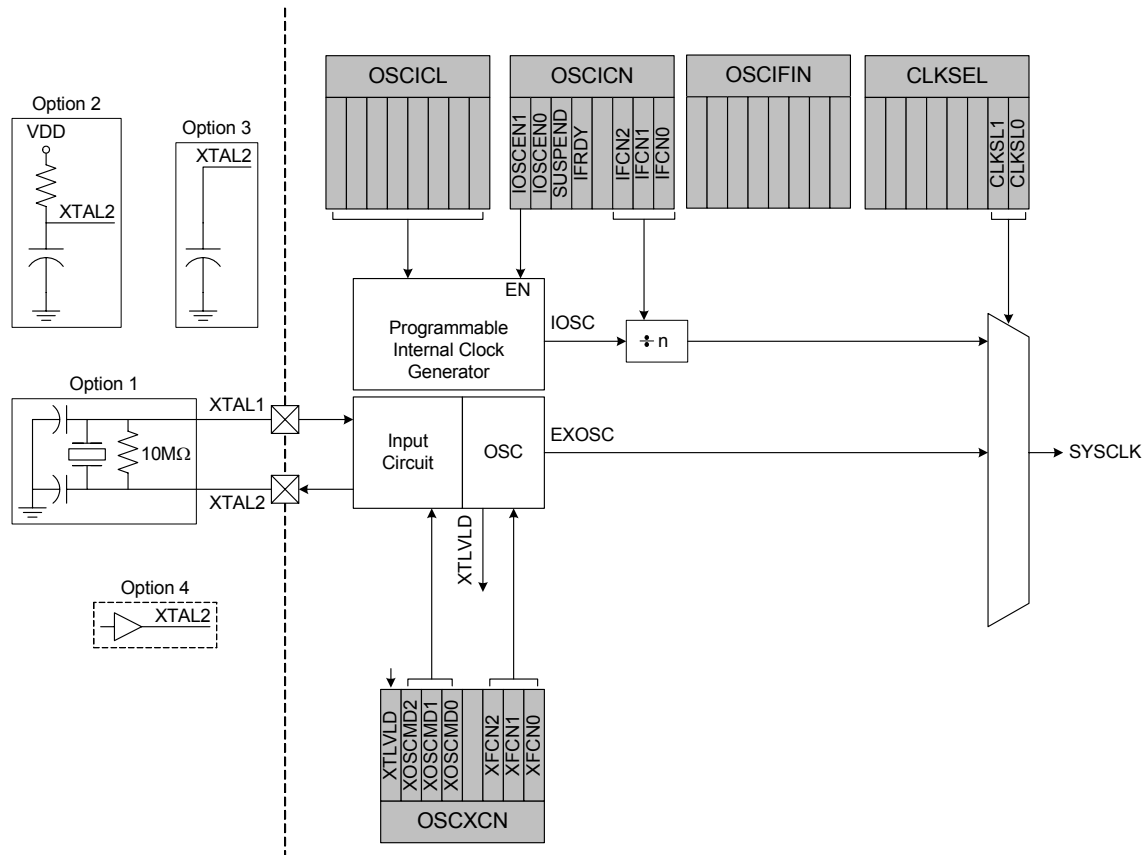 OSCICL
OSCICN
OSCIFIN
CLKSEL
IOSCEN1
IOSCEN0
SUSPEND
IFRDY
IFCN2
IFCN1
IFCN0
CLKSL1
CLKSL0
Option 2
VDD
XTAL2
Option 3
XTAL2
EN
Programmable
Internal Clock
Generator
IOSC
÷ n
Option 1
XTAL1
10MΩ
XTAL2
Input
Circuit
OSC
EXOSC
SYSCLK
XTLVLD
Option 4
XTAL2
XTLVLD
XOSCMD2
XOSCMD1
XOSCMD0
XFCN2
XFCN1
XFCN0
OSCXCN